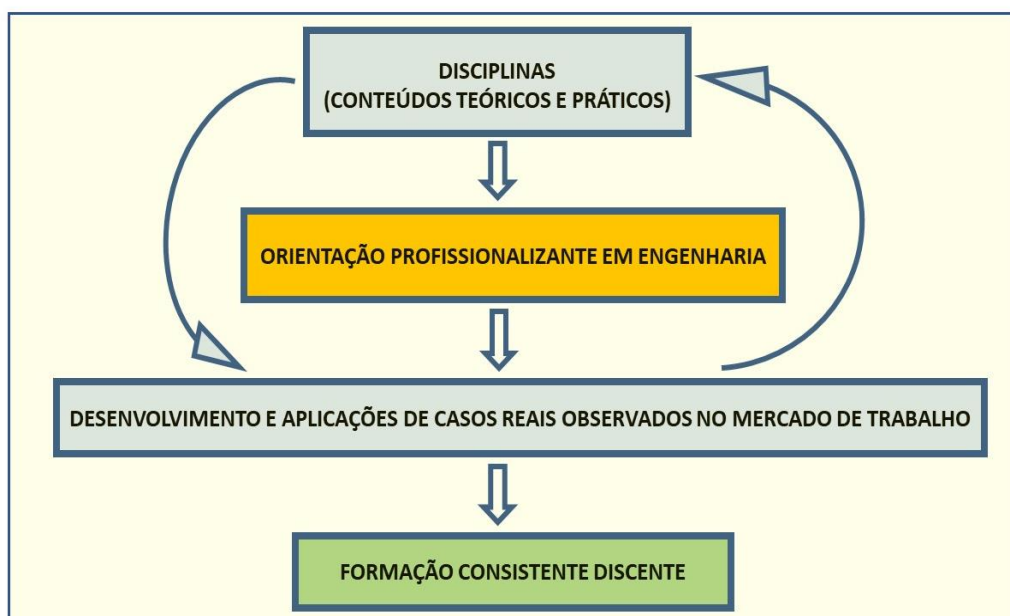 DISCIPLINAS
(CONTEÚDOS TEÓRICOS E PRÁTICOS)
ORIENTAÇÃO PROFISSIONALIZANTE EM ENGENHARIA
DESENVOLVIMENTO E APLICAÇÕES DE CASOS REAIS OBSERVADOS NO MERCADO DE TRABALHO
FORMAÇÃO CONSISTENTE DISCENTE